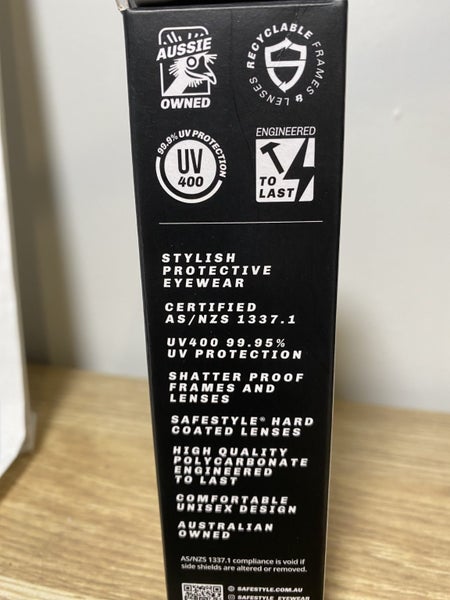 AUSSIE
OWNED
RECYCLABLE FRAMES & LENSES
99.9% UV PROTECTION
UV
400
ENGINEERED
TO
LAST
STYLISH
PROTECTIVE
EYEWEAR
CERTIFIED
AS/NZS 1337.1
UV400 99.95%
UV PROTECTION
SHATTER PROOF
FRAMES AND
LENSES
SAFESTYLE® HARD
COATED LENSES
HIGH QUALITY
POLYCARBONATE
ENGINEERED
TO LAST
COMFORTABLE
UNISEX DESIGN
AUSTRALIAN
OWNED
AS/NZS 1337.1 compliance is void if
side shields are altered or removed.
SAFESTYLE.COM.AU
SAFESTYLE_EYEWEAR